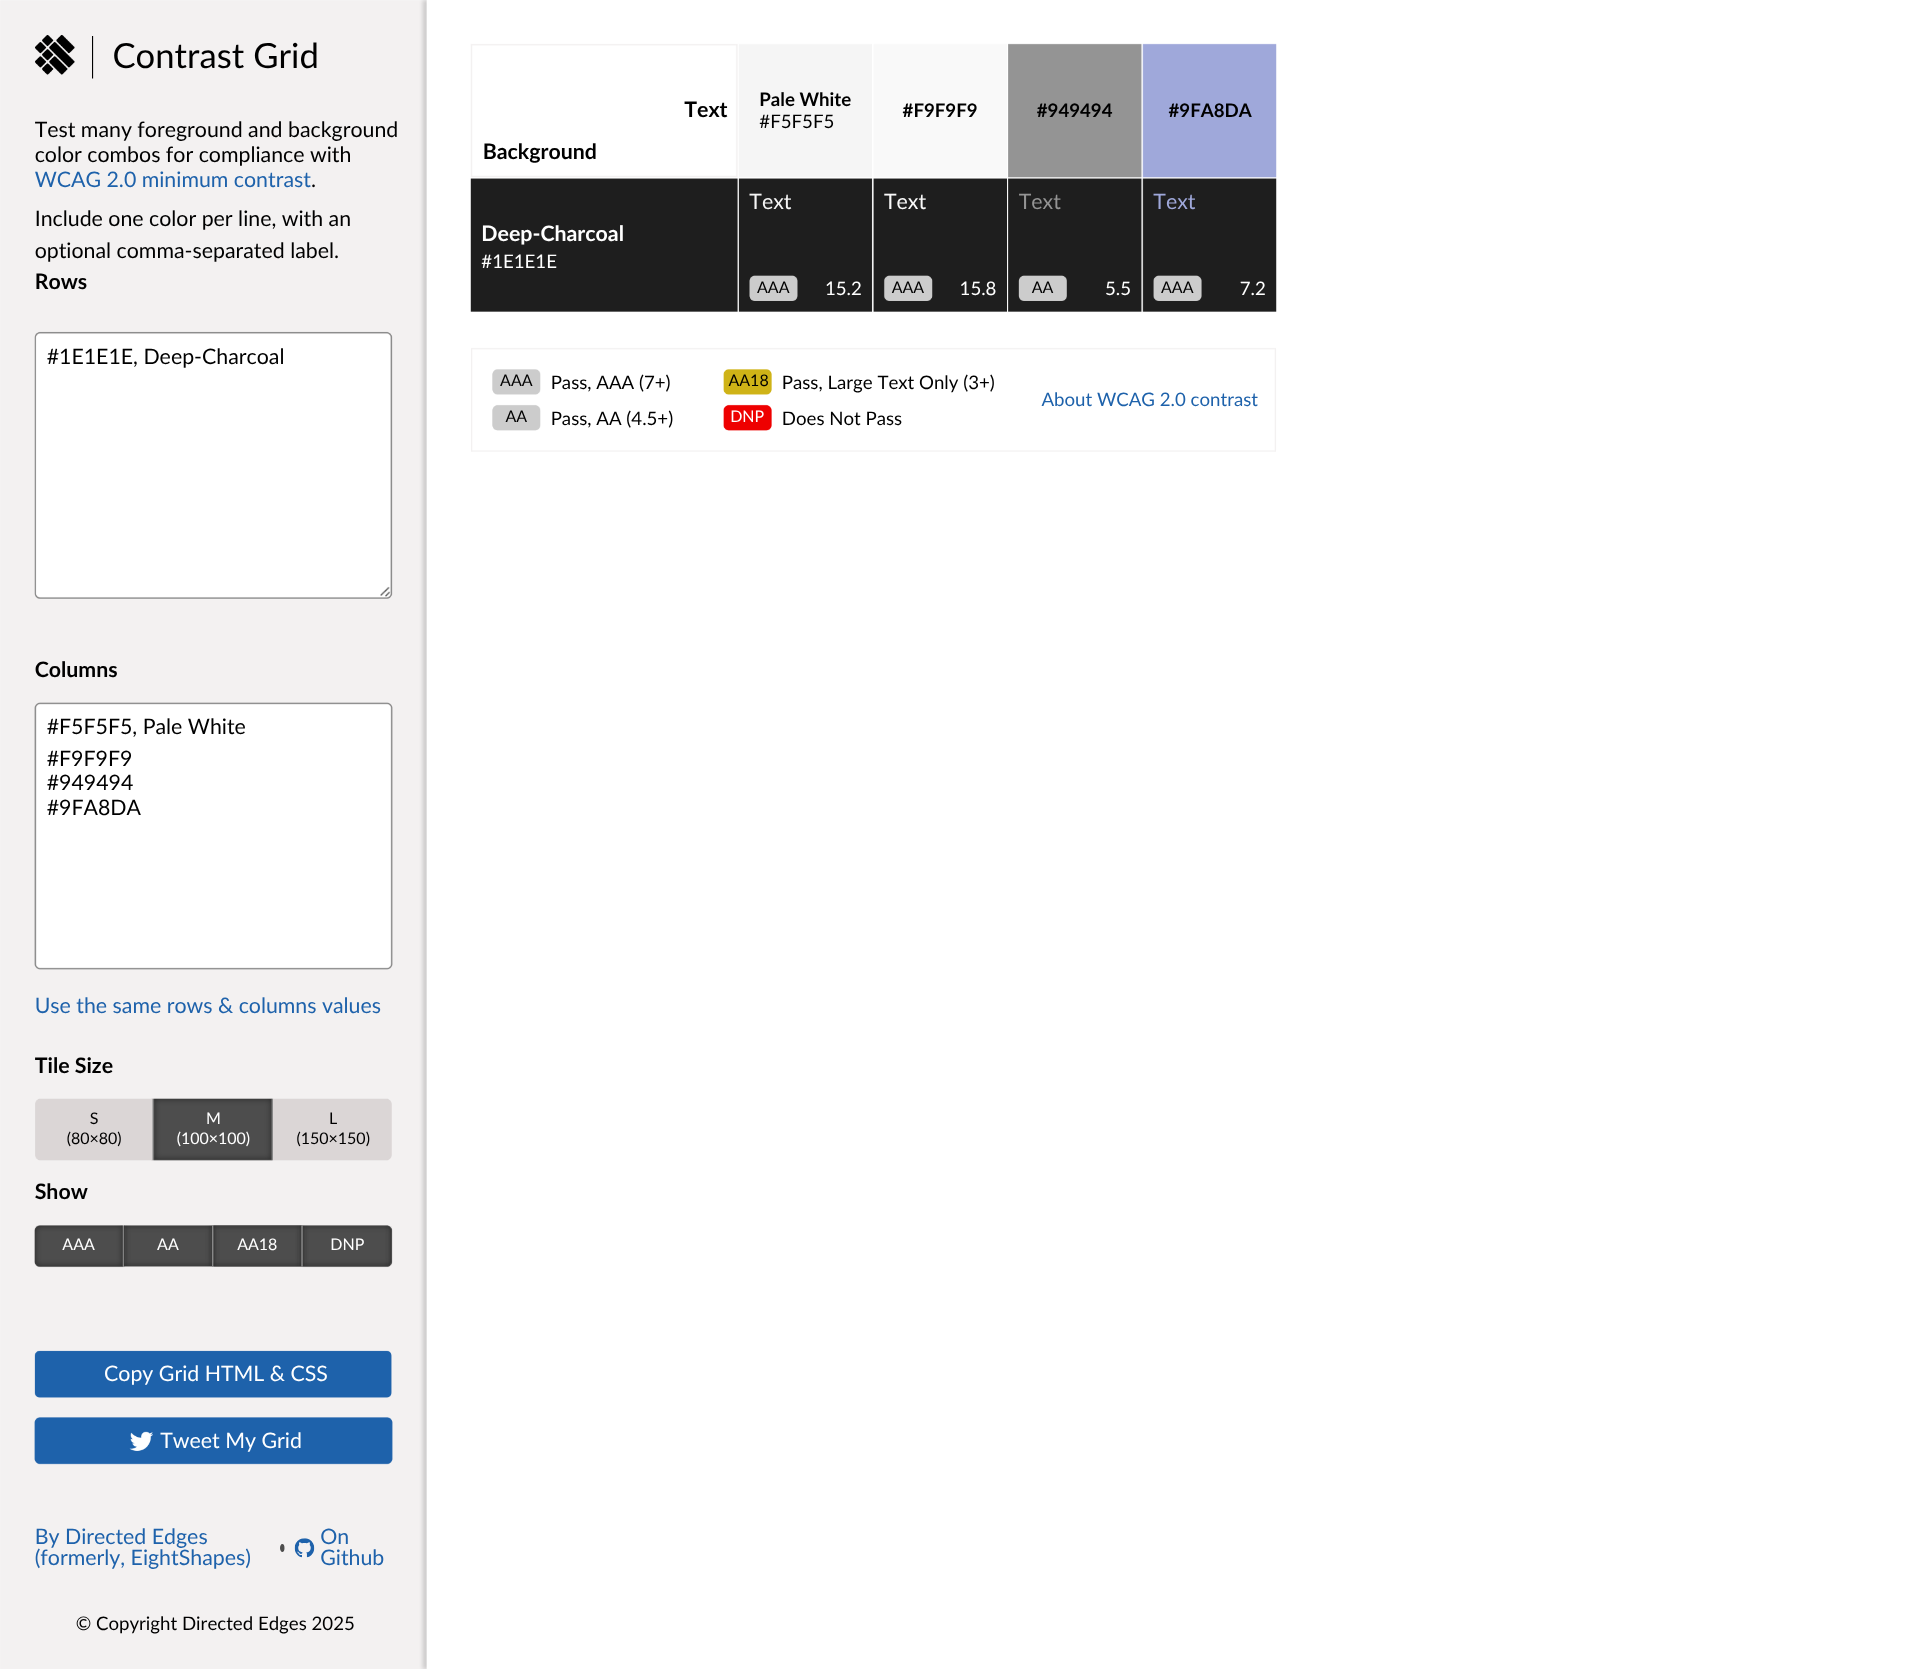 Contrast Grid
Test many foreground and background
color combos for compliance with
WCAG 2.0 minimum contrast.
Include one color per line, with an
optional comma-separated label.
Rows
#1E1E1E, Deep-Charcoal
Columns
#F5F5F5, Pale White
#F9F9F9
#949494
#9FA8DA
Use the same rows & columns values
Tile Size
S
(80×80)
M
(100×100)
L
(150×150)
Show
AAA AA AA18 DNP
Copy Grid HTML & CSS
Tweet My Grid
By Directed Edges
(formerly, EightShapes)
•
On
Github
© Copyright Directed Edges 2025
Text
Background
Pale White
#F5F5F5
#F9F9F9
#949494
#9FA8DA
Deep-Charcoal
#1E1E1E
Text
AAA 15.2
Text
AAA 15.8
Text
AA 5.5
Text
AAA 7.2
AAA Pass, AAA (7+)
AA Pass, AA (4.5+)
AA18 Pass, Large Text Only (3+)
DNP Does Not Pass
About WCAG 2.0 contrast